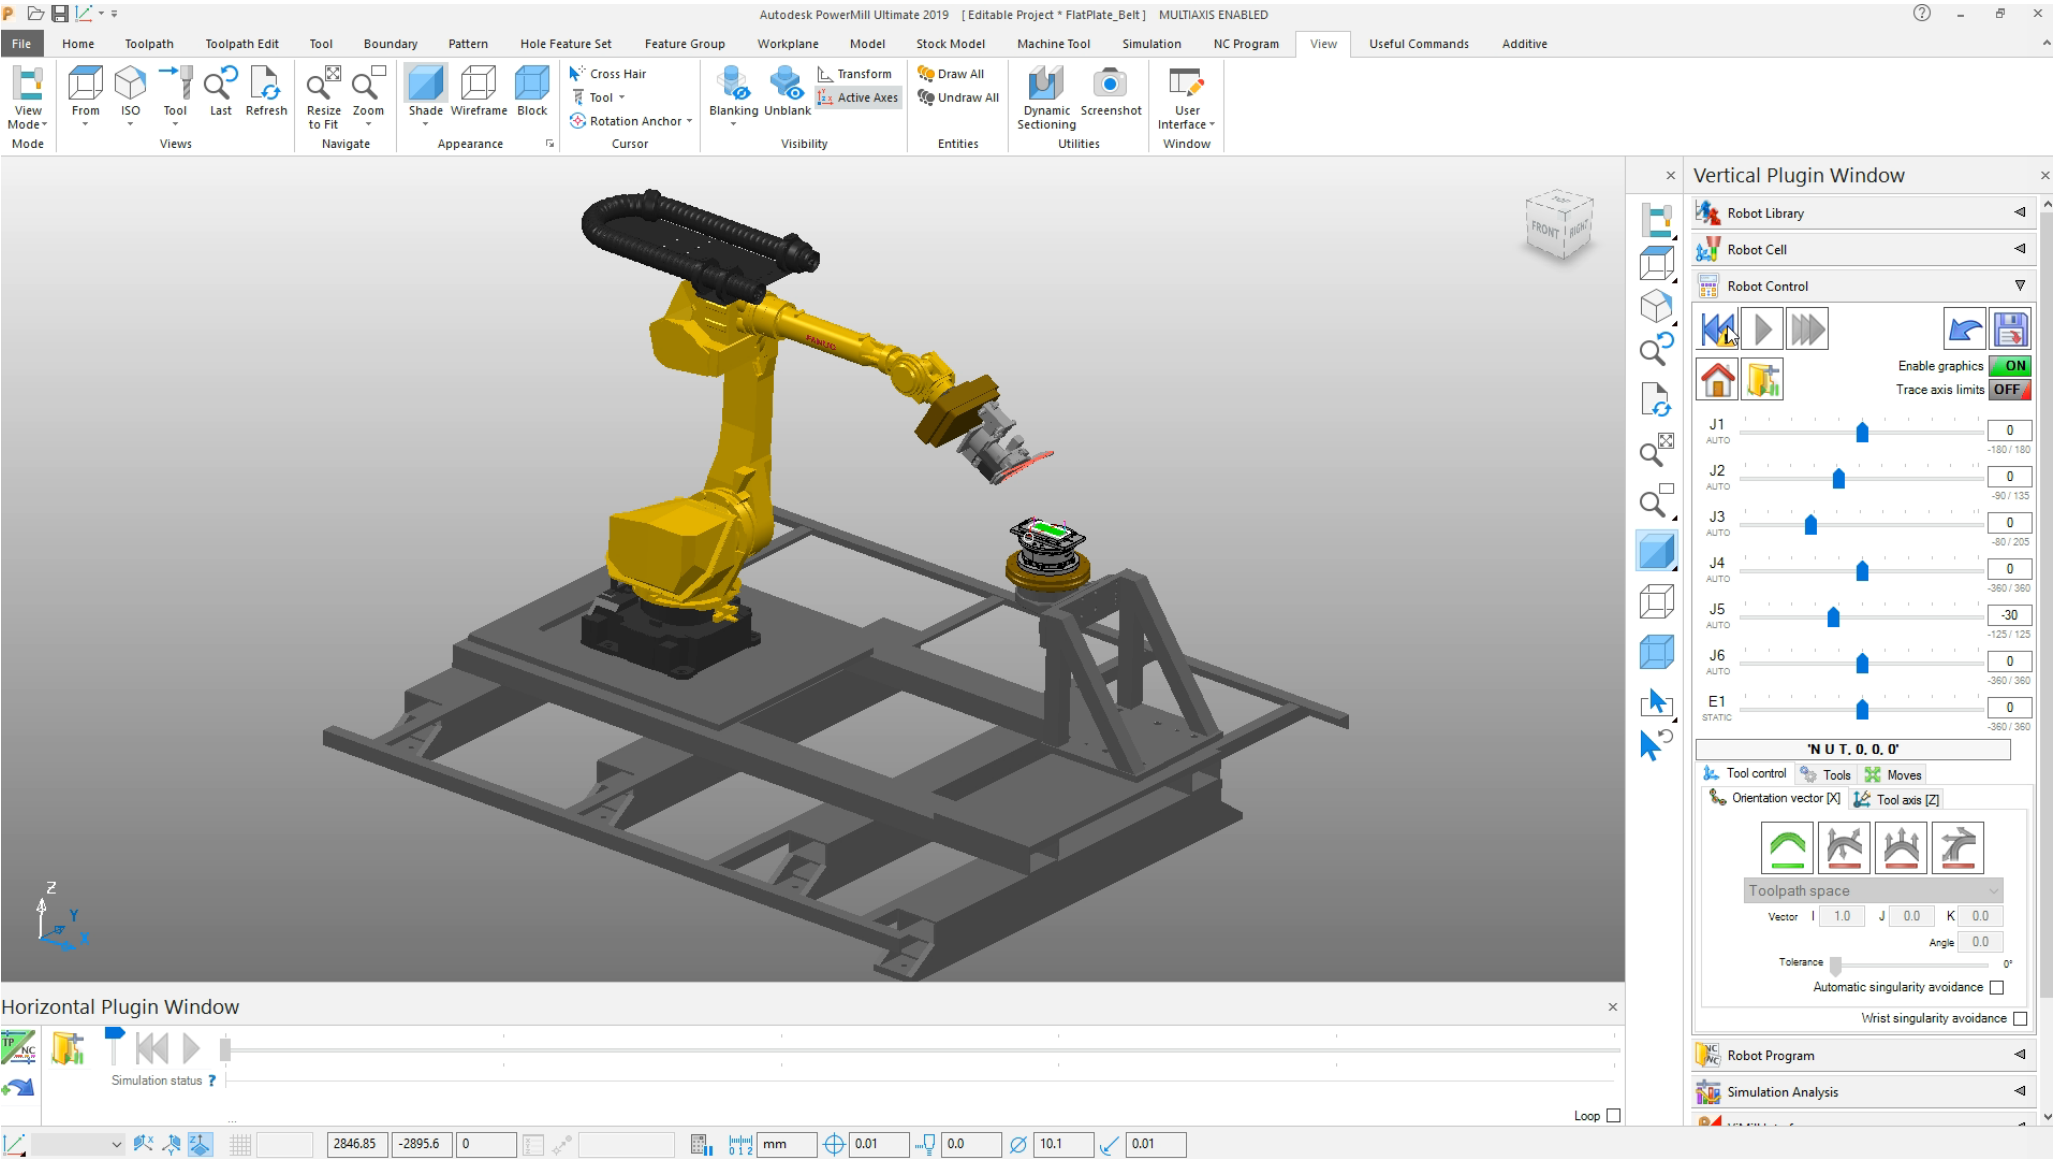 Autodesk PowerMill Ultimate 2019 [ Editable Project * FlatPlate_Belt ] MULTIAXIS ENABLED
File Home Toolpath Toolpath Edit Tool Boundary Pattern Hole Feature Set Feature Group Workplane Model Stock Model Machine Tool Simulation NC Program View Useful Commands Additive
View Mode From ISO Tool Last Refresh Resize to Fit Zoom Shade Wireframe Block
Cross Hair
Tool
Rotation Anchor
Blanking Unblank
Transform
Active Axes
Draw All
Undraw All
Dynamic Sectioning Screenshot User Interface
Mode Views Navigate Appearance Cursor Visibility Entities Utilities Window
Vertical Plugin Window
Robot Library
Robot Cell
Robot Control
Enable graphics ON
Trace axis limits OFF
J1 AUTO 0
-180 / 180
J2 AUTO 0
-90 / 135
J3 AUTO 0
-80 / 205
J4 AUTO 0
-360 / 360
J5 AUTO -30
-125 / 125
J6 AUTO 0
-360 / 360
E1 STATIC 0
-360 / 360
'N U T, 0, 0, 0'
Tool control Tools Moves
Orientation vector [X] Tool axis [Z]
Toolpath space
Vector I 1.0 J 0.0 K 0.0
Angle 0.0
Tolerance 0°
Automatic singularity avoidance
Wrist singularity avoidance
Robot Program
Simulation Analysis
TOP
FRONT RIGHT
FANUC
Z
Y
X
Horizontal Plugin Window
TP
NC
Simulation status ?
...
Loop
2846.85 -2895.6 0 mm 0.01 0.0 10.1 0.01